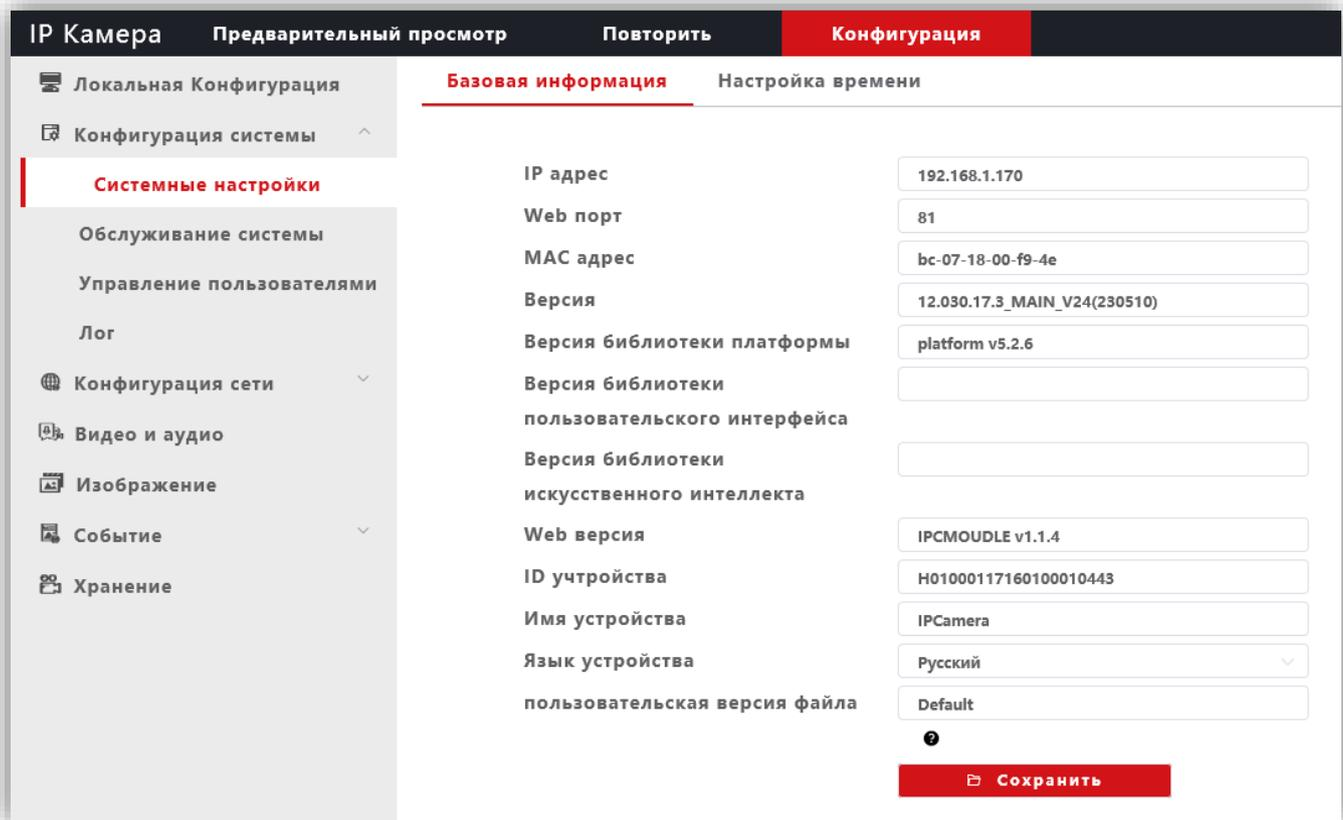 IP Камера Предварительный просмотр Повторить Конфигурация
Локальная Конфигурация
Конфигурация системы
Системные настройки
Обслуживание системы
Управление пользователями
Лог
Конфигурация сети
Видео и аудио
Изображение
Событие
Хранение
Базовая информация Настройка времени
IP адрес 192.168.1.170
Web порт 81
MAC адрес bc-07-18-00-f9-4e
Версия 12.030.17.3_MAIN_V24(230510)
Версия библиотеки платформы platform v5.2.6
Версия библиотеки
пользовательского интерфейса
Версия библиотеки
искусственного интеллекта
Web версия IPCMOUDLE v1.1.4
ID учтройства H01000117160100010443
Имя устройства IPCamera
Язык устройства Русский
пользовательская версия файла Default
?
Сохранить